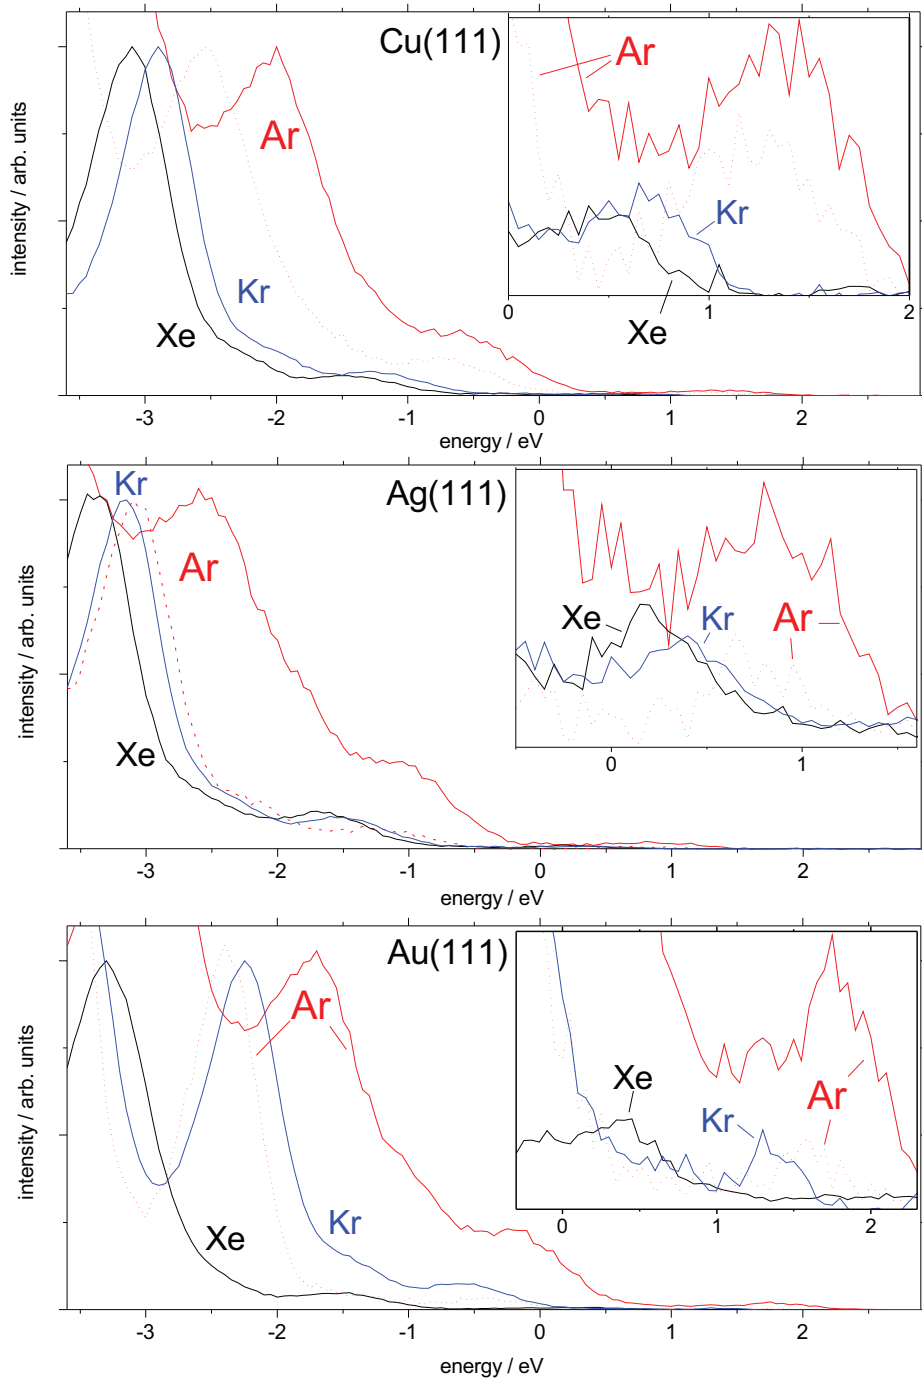 Cu(111)
Ar
Kr
Xe
Ar
Kr
Xe
0 1 2
intensity / arb. units
-3 -2 -1 0 1 2
energy / eV
Ag(111)
Kr
Ar
Xe
Xe
Kr
Ar
0 1
intensity / arb. units
-3 -2 -1 0 1 2
energy / eV
Au(111)
Ar
Kr
Xe
Xe
Kr
Ar
0 1 2
intensity / arb. units
-3 -2 -1 0 1 2
energy / eV